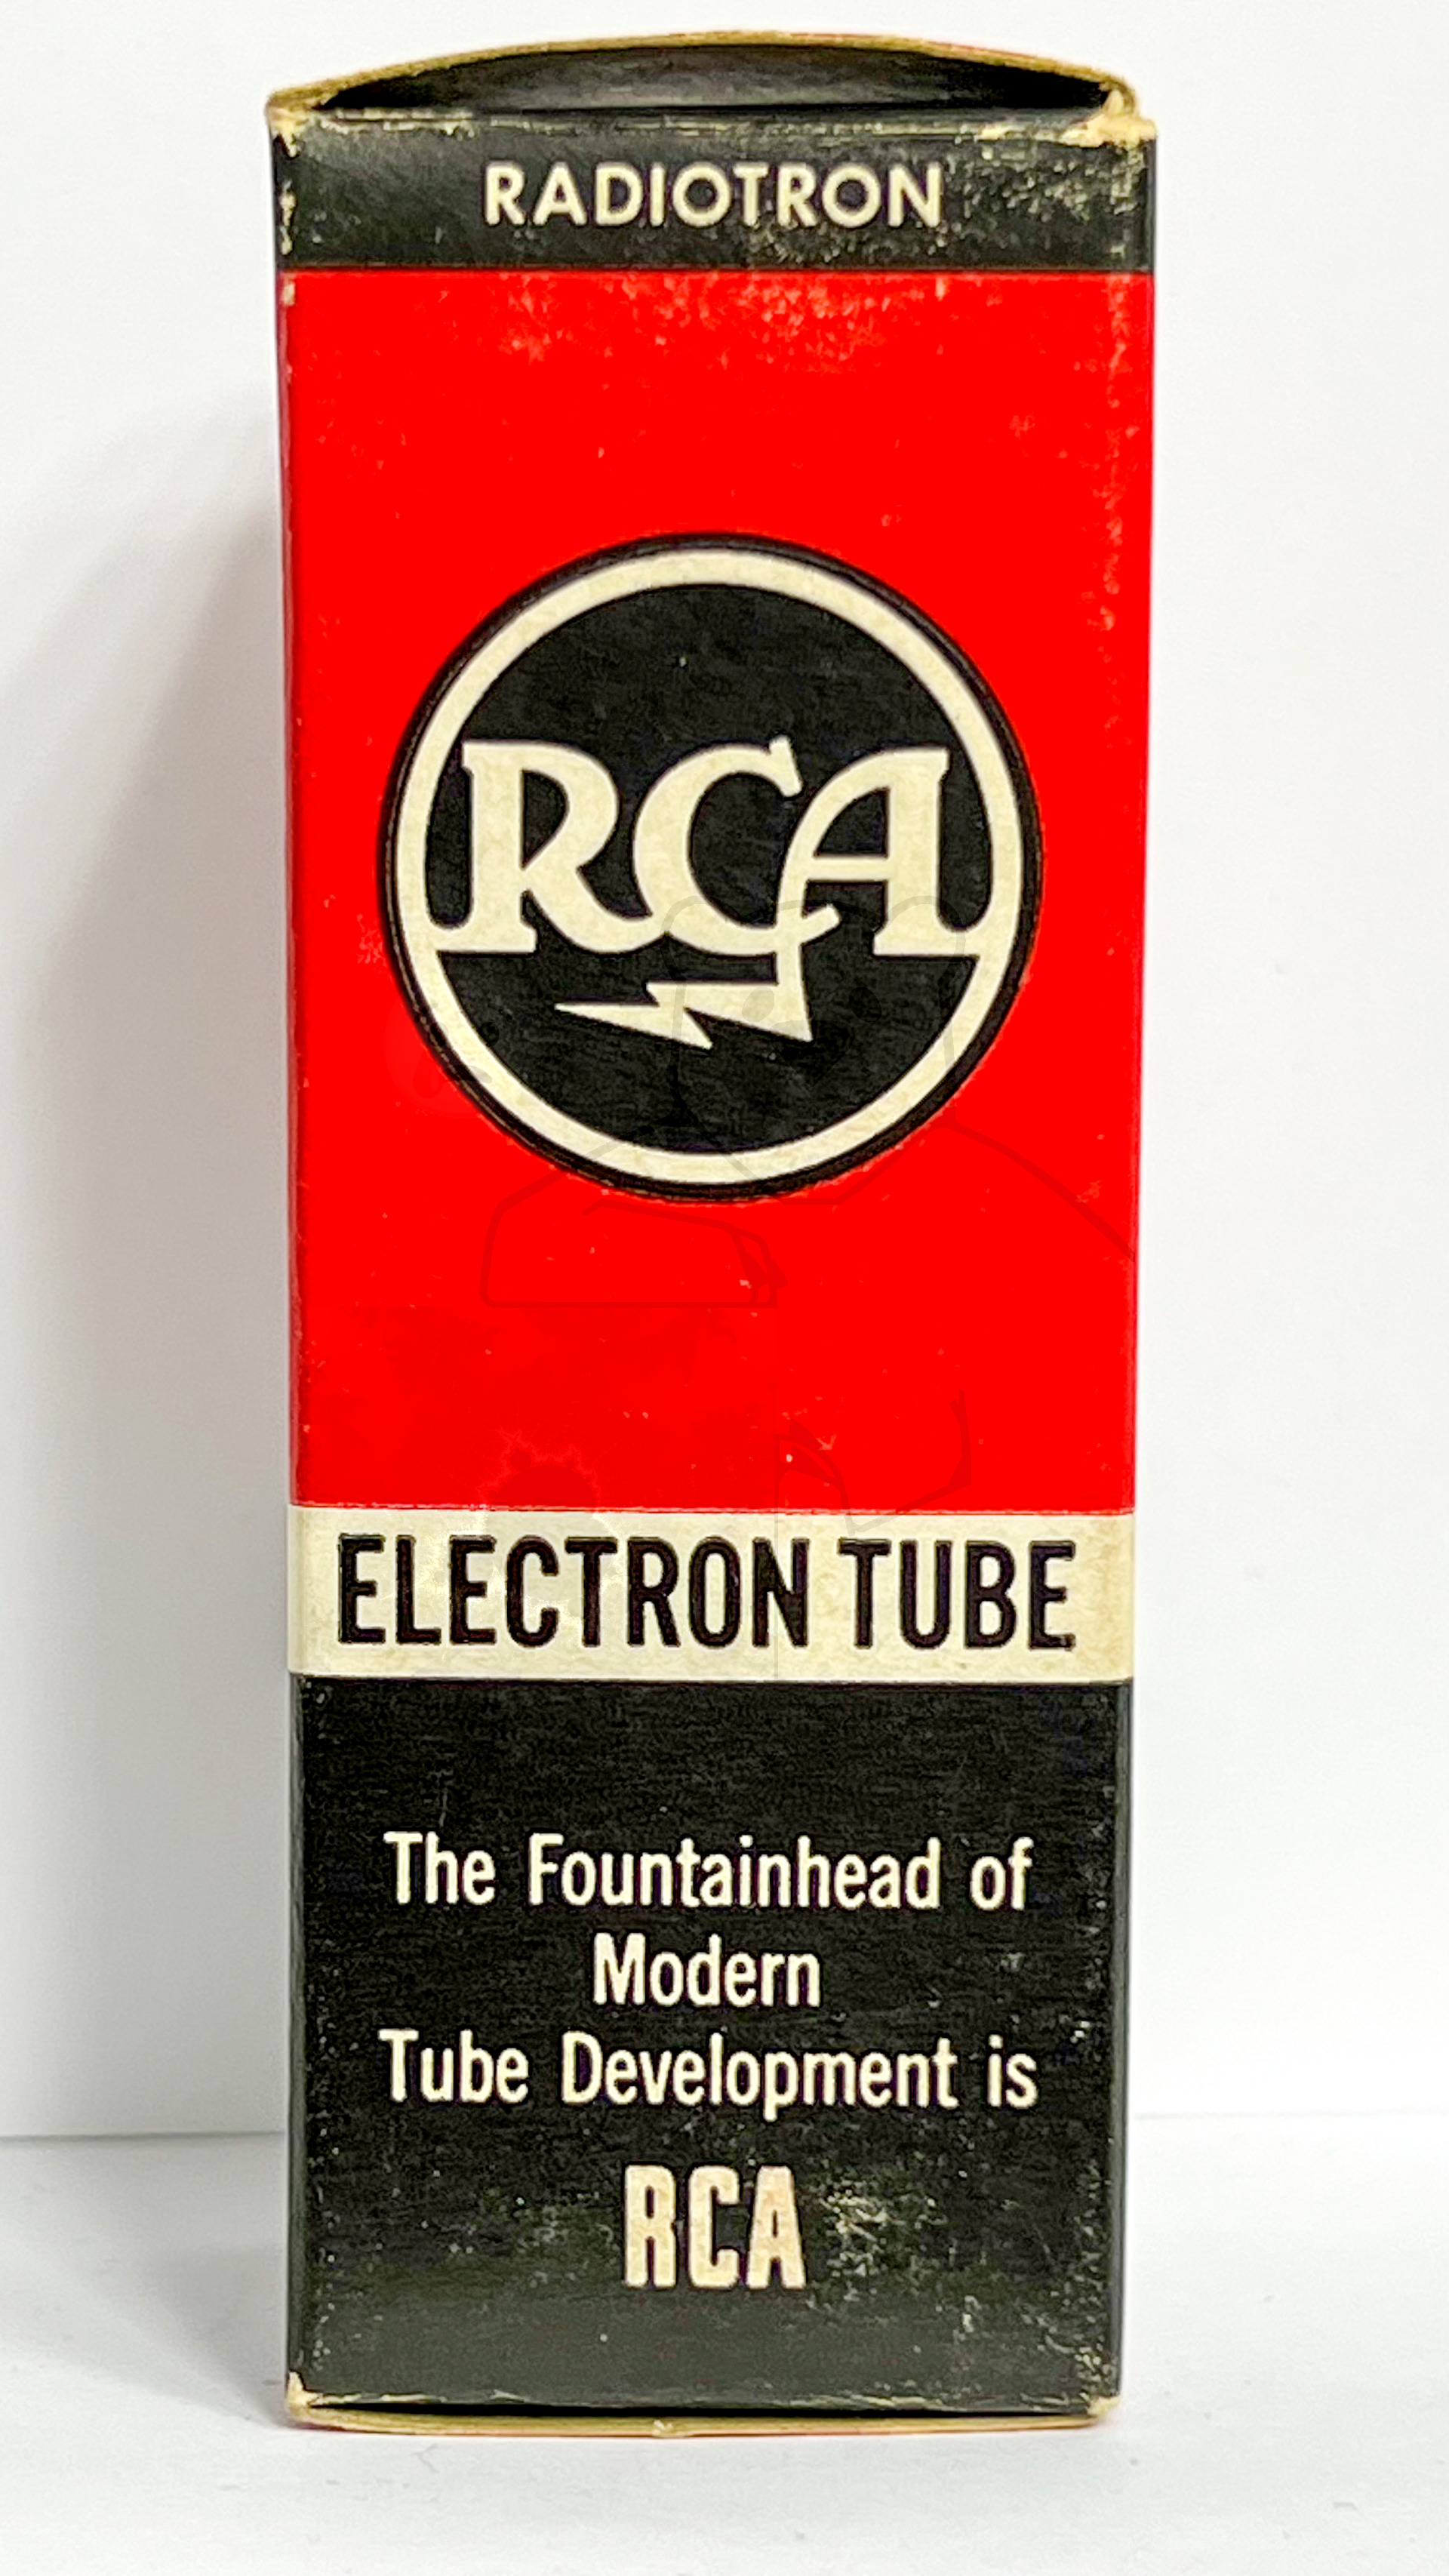 RADIOTRON
RCA
ELECTRON TUBE
The Fountainhead of
Modern
Tube Development is
RCA